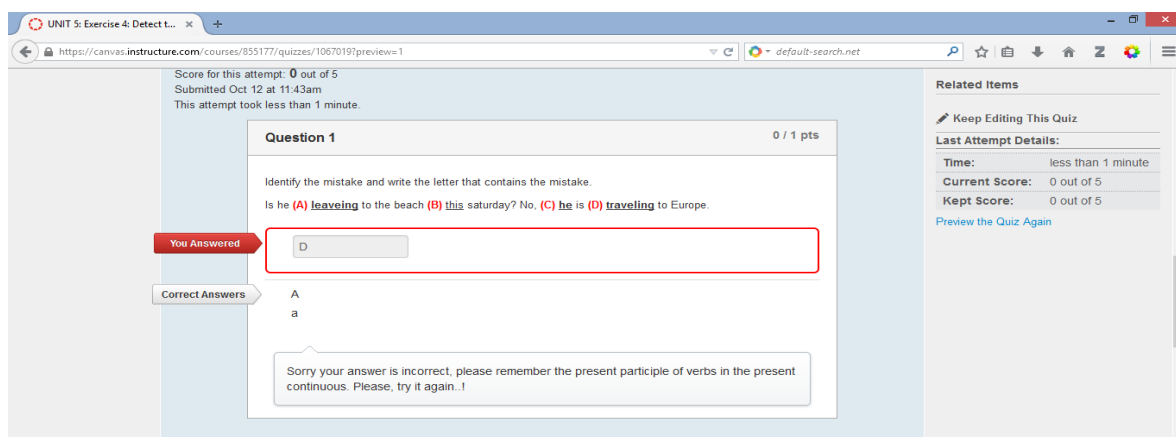 UNIT 5: Exercise 4: Detect t...
https://canvas.instructure.com/courses/855177/quizzes/1067019?preview=1
default-search.net
Score for this attempt: 0 out of 5
Submitted Oct 12 at 11:43am
This attempt took less than 1 minute.
Question 1
0 / 1 pts
Identify the mistake and write the letter that contains the mistake.
Is he (A) leaveing to the beach (B) this saturday? No, (C) he is (D) traveling to Europe.
You Answered
D
Correct Answers
A
a
Sorry your answer is incorrect, please remember the present participle of verbs in the present
continuous. Please, try it again..!
Related Items
Keep Editing This Quiz
Last Attempt Details:
Time: less than 1 minute
Current Score: 0 out of 5
Kept Score: 0 out of 5
Preview the Quiz Again